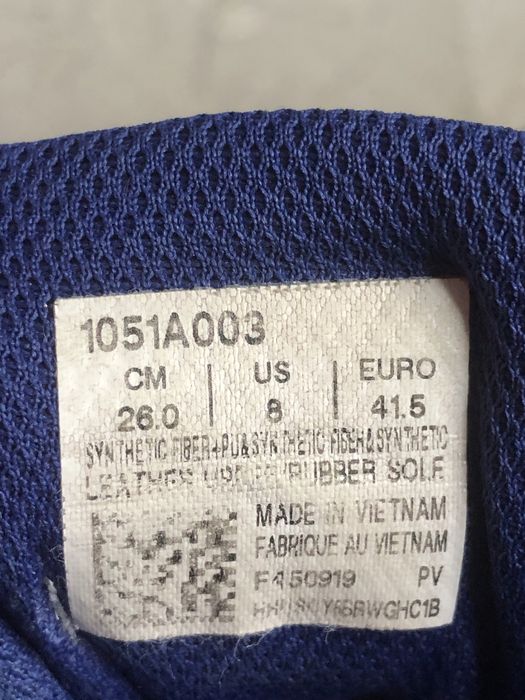 1051A003
CM | US | EURO
26.0 | 8 | 41.5
SYNTHETIC FIBER+PU&SYNTHETIC FIBER&SYNTHETIC
LEATHER RUBBER SOLE
MADE IN VIETNAM
FABRIQUE AU VIETNAM
F450919 PV